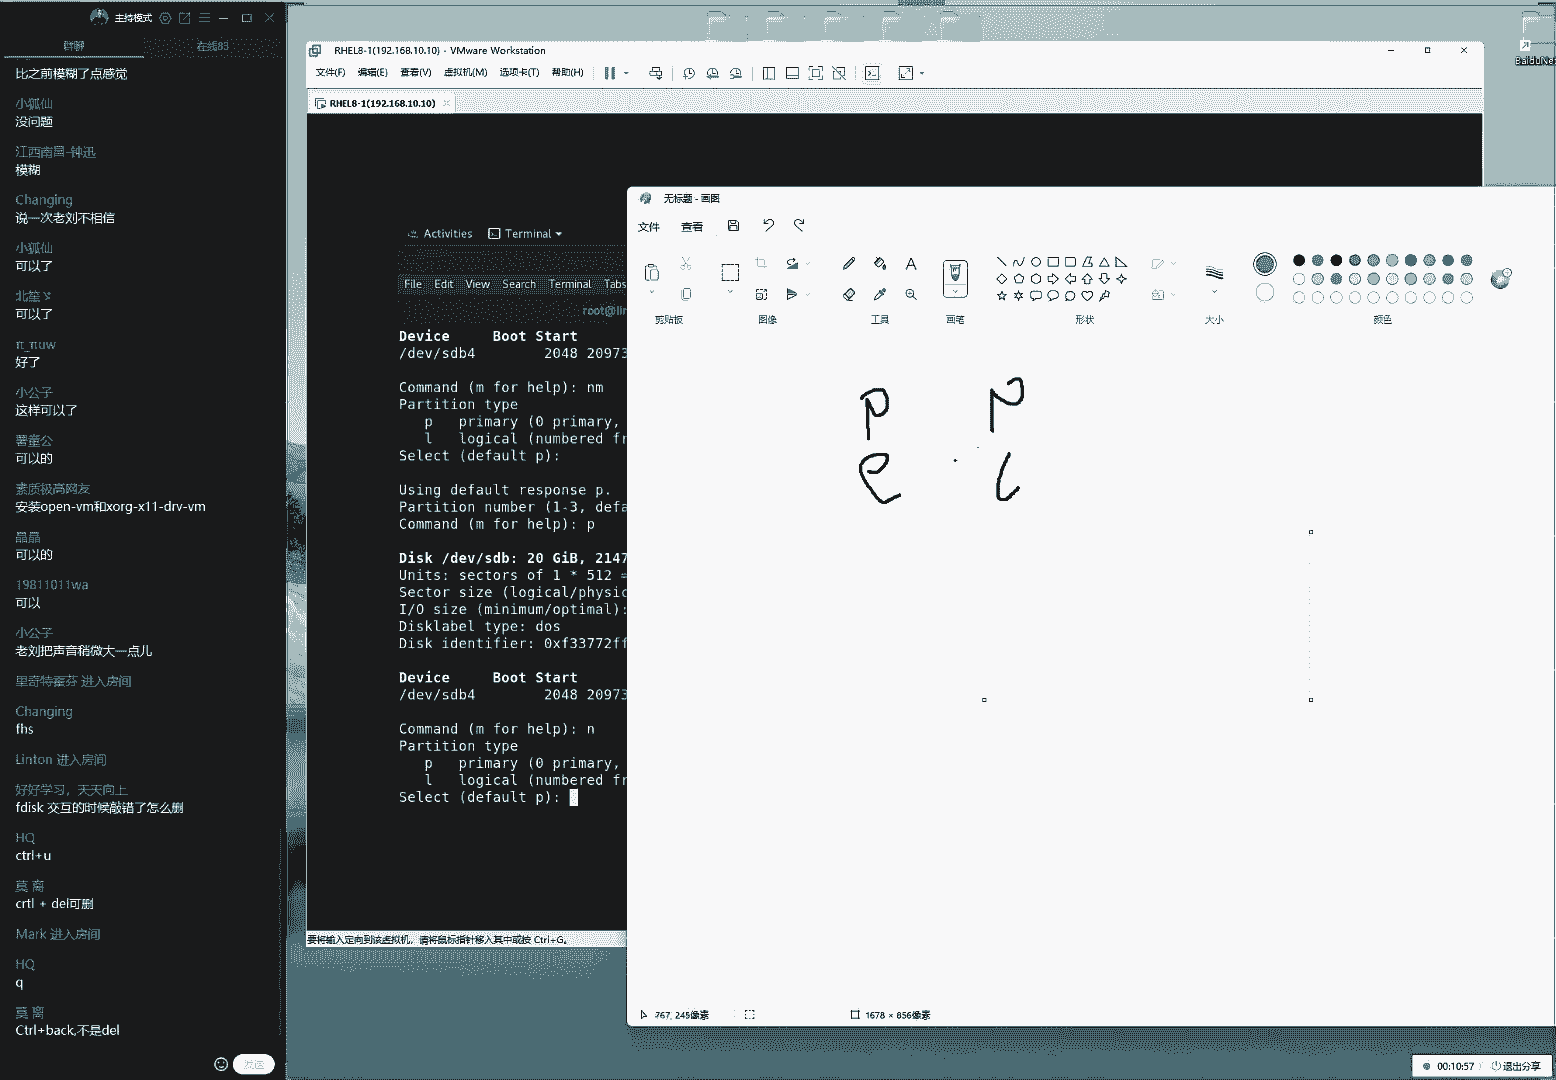 主持模式
群聊 在线83
比之前模糊了点感觉
小狐仙
没问题
江西南昌-钟迅
模糊
Changing
说一次老刘不相信
小狐仙
可以了
可以了
好了
小公子
这样可以了
薯董公
可以的
素质极高网友
安装open-vm和xorg-x11-drv-vm
晶晶
可以的
19811011wa
可以
小公子
老刘把声音稍微大一点儿
里奇特霍芬 进入房间
Changing
fhs
Linton 进入房间
好好学习，天天向上
fdisk 交互的时候敲错了怎么删
HQ
ctrl+u
莫 离
crtl + del可删
Mark 进入房间
HQ
q
莫 离
Ctrl+back,不是del
发送
RHEL8-1(192.168.10.10) - VMware Workstation
文件(F) 编辑(E) 查看(V) 虚拟机(M) 选项卡(T) 帮助(H)
RHEL8-1(192.168.10.10)
Activities Terminal
File Edit View Search Terminal Tabs
root@lin
Device Boot Start
/dev/sdb4 2048 20973
Command (m for help): nm
Partition type
p primary (0 primary,
l logical (numbered fr
Select (default p):
Using default response p.
Partition number (1-3, defa
Command (m for help): p
Disk /dev/sdb: 20 GiB, 2147
Units: sectors of 1 * 512 =
Sector size (logical/physic
I/O size (minimum/optimal):
Disklabel type: dos
Disk identifier: 0xf33772ff
Device Boot Start
/dev/sdb4 2048 20973
Command (m for help): n
Partition type
p primary (0 primary,
l logical (numbered fr
Select (default p):
要将输入定向到该虚拟机，请将鼠标指针移入其中或按 Ctrl+G。
无标题 - 画图
文件 查看
剪贴板 图像 工具 画笔 形状 大小 颜色
P P
e l
767, 245像素 1678 × 856像素
BaiduNe
00:10:57 退出分享